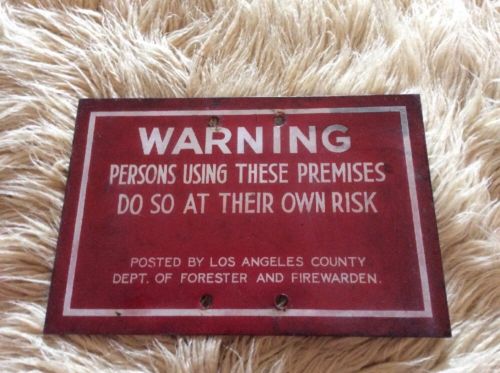 WARNING
PERSONS USING THESE PREMISES
DO SO AT THEIR OWN RISK
POSTED BY LOS ANGELES COUNTY
DEPT. OF FORESTER AND FIREWARDEN.